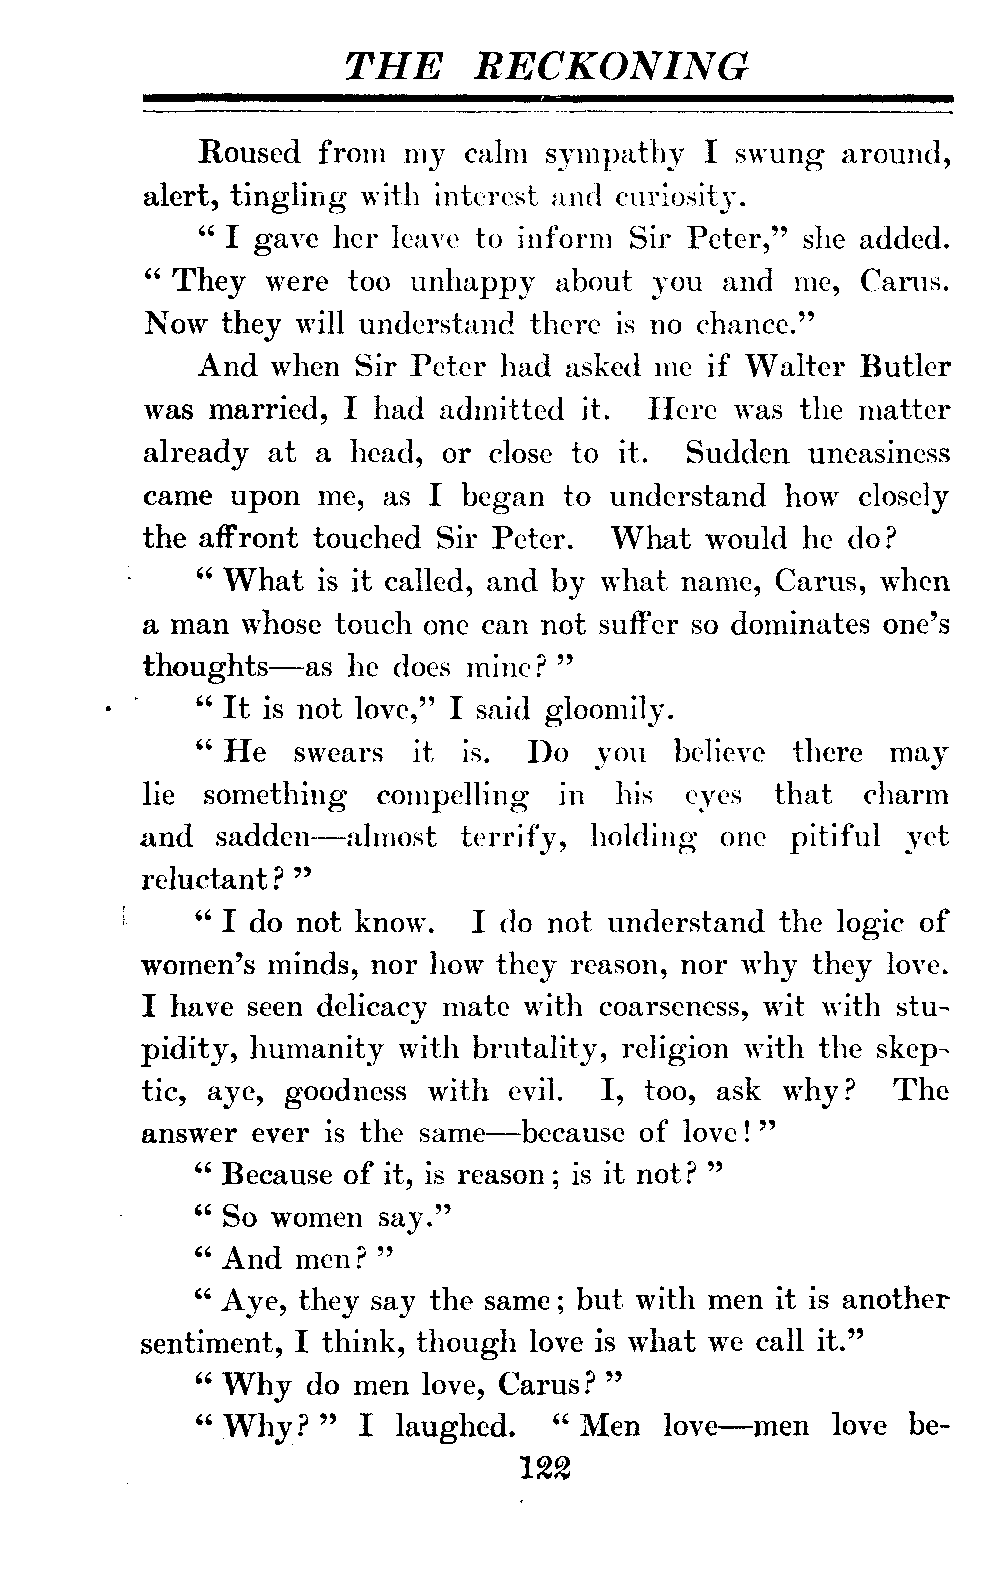 THE RECKONING
Roused from my calm sympathy I swung around,
alert, tingling with interest and curiosity.
“ I gave her leave to inform Sir Peter,” she added.
“ They were too unhappy about you and me, Carus.
Now they will understand there is no chance.”
And when Sir Peter had asked me if Walter Butler
was married, I had admitted it. Here was the matter
already at a head, or close to it. Sudden uneasiness
came upon me, as I began to understand how closely
the affront touched Sir Peter. What would he do?
“ What is it called, and by what name, Carus, when
a man whose touch one can not suffer so dominates one’s
thoughts—as he does mine? ”
“ It is not love,” I said gloomily.
“ He swears it is. Do you believe there may
lie something compelling in his eyes that charm
and sadden—almost terrify, holding one pitiful yet
reluctant? ”
“ I do not know. I do not understand the logic of
women’s minds, nor how they reason, nor why they love.
I have seen delicacy mate with coarseness, wit with stu-
pidity, humanity with brutality, religion with the skep-
tic, aye, goodness with evil. I, too, ask why? The
answer ever is the same—because of love! ”
“ Because of it, is reason; is it not? ”
“ So women say.”
“ And men? ”
“ Aye, they say the same; but with men it is another
sentiment, I think, though love is what we call it.”
“ Why do men love, Carus? ”
“ Why? ” I laughed. “ Men love—men love be-
122